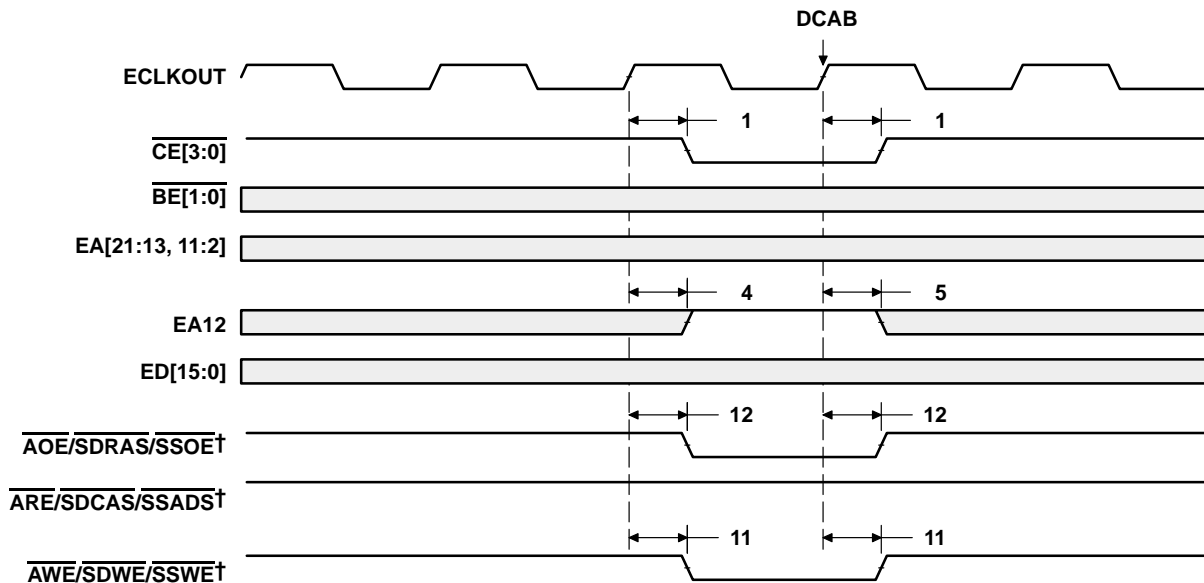 DCAB
ECLKOUT
1 1
CE[3:0]
BE[1:0]
EA[21:13, 11:2]
4 5
EA12
ED[15:0]
12 12
AOE/SDRAS/SSOE†
ARE/SDCAS/SSADS†
11 11
AWE/SDWE/SSWE†